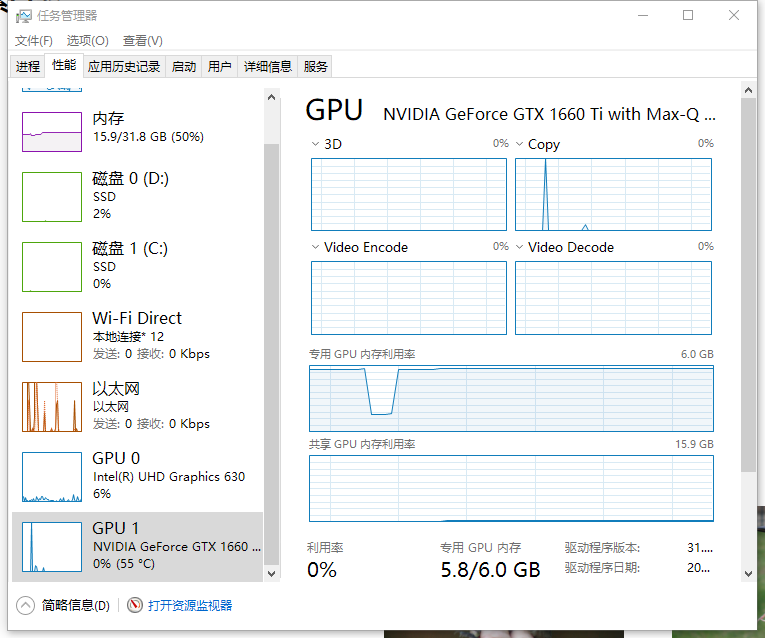 任务管理器
文件(F) 选项(O) 查看(V)
进程 性能 应用历史记录 启动 用户 详细信息 服务
内存
15.9/31.8 GB (50%)
磁盘 0 (D:)
SSD
2%
磁盘 1 (C:)
SSD
0%
Wi-Fi Direct
本地连接* 12
发送: 0 接收: 0 Kbps
以太网
以太网
发送: 0 接收: 0 Kbps
GPU 0
Intel(R) UHD Graphics 630
6%
GPU 1
NVIDIA GeForce GTX 1660 ...
0% (55 °C)
GPU NVIDIA GeForce GTX 1660 Ti with Max-Q ...
3D 0% Copy 0%
Video Encode 0% Video Decode 0%
专用 GPU 内存利用率 6.0 GB
共享 GPU 内存利用率 15.9 GB
利用率
0%
专用 GPU 内存
5.8/6.0 GB
驱动程序版本: 31....
驱动程序日期: 20...
简略信息(D) 打开资源监视器